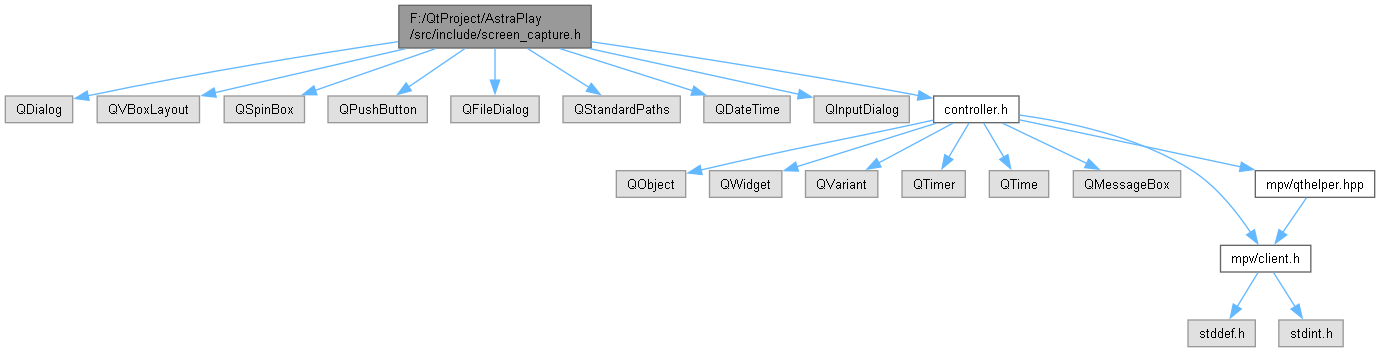 F:/QtProject/AstraPlay
/src/include/screen_capture.h
QDialog
QVBoxLayout
QSpinBox
QPushButton
QFileDialog
QStandardPaths
QDateTime
QInputDialog
controller.h
QObject
QWidget
QVariant
QTimer
QTime
QMessageBox
mpv/qthelper.hpp
mpv/client.h
stddef.h
stdint.h